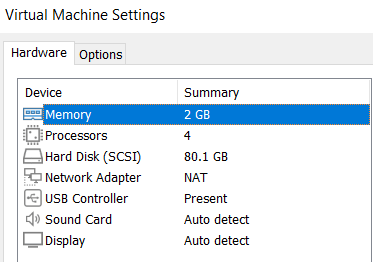 Virtual Machine Settings
Hardware Options
Device Summary
Memory 2 GB
Processors 4
Hard Disk (SCSI) 80.1 GB
Network Adapter NAT
USB Controller Present
Sound Card Auto detect
Display Auto detect